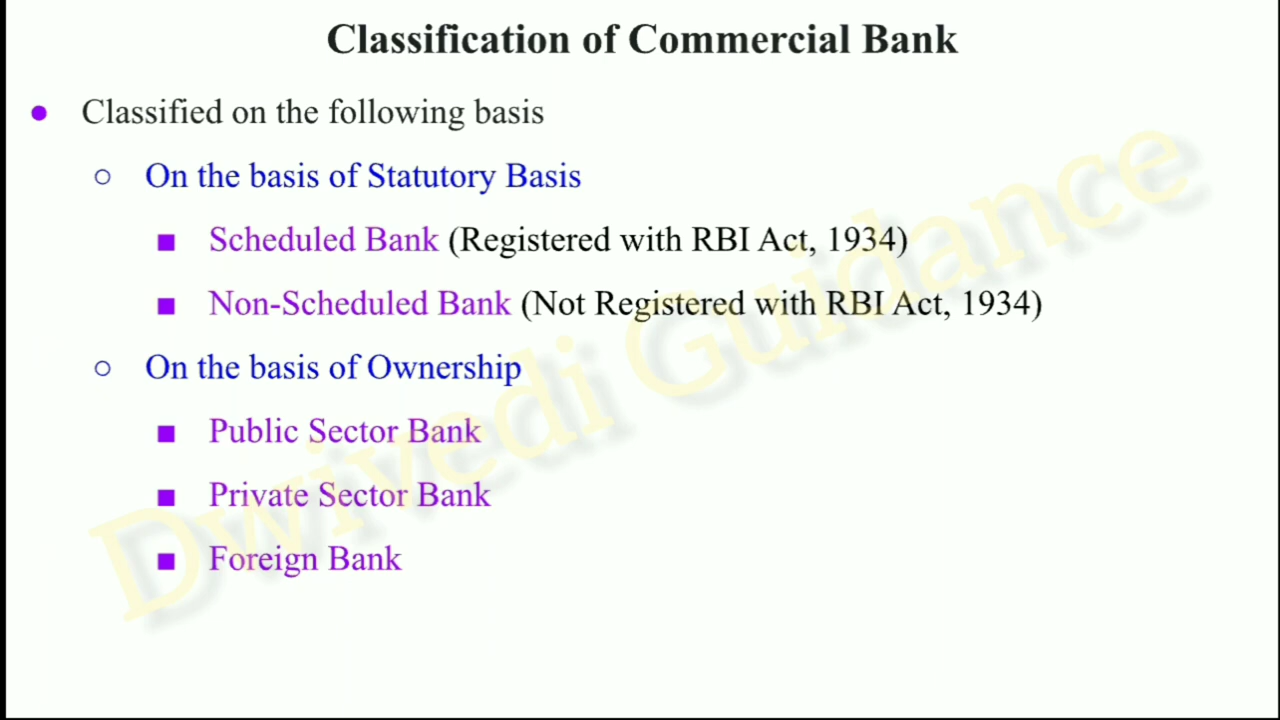 Classification of Commercial Bank
● Classified on the following basis
○ On the basis of Statutory Basis
■ Scheduled Bank (Registered with RBI Act, 1934)
■ Non-Scheduled Bank (Not Registered with RBI Act, 1934)
○ On the basis of Ownership
■ Public Sector Bank
■ Private Sector Bank
■ Foreign Bank
Dwivedi Guidance